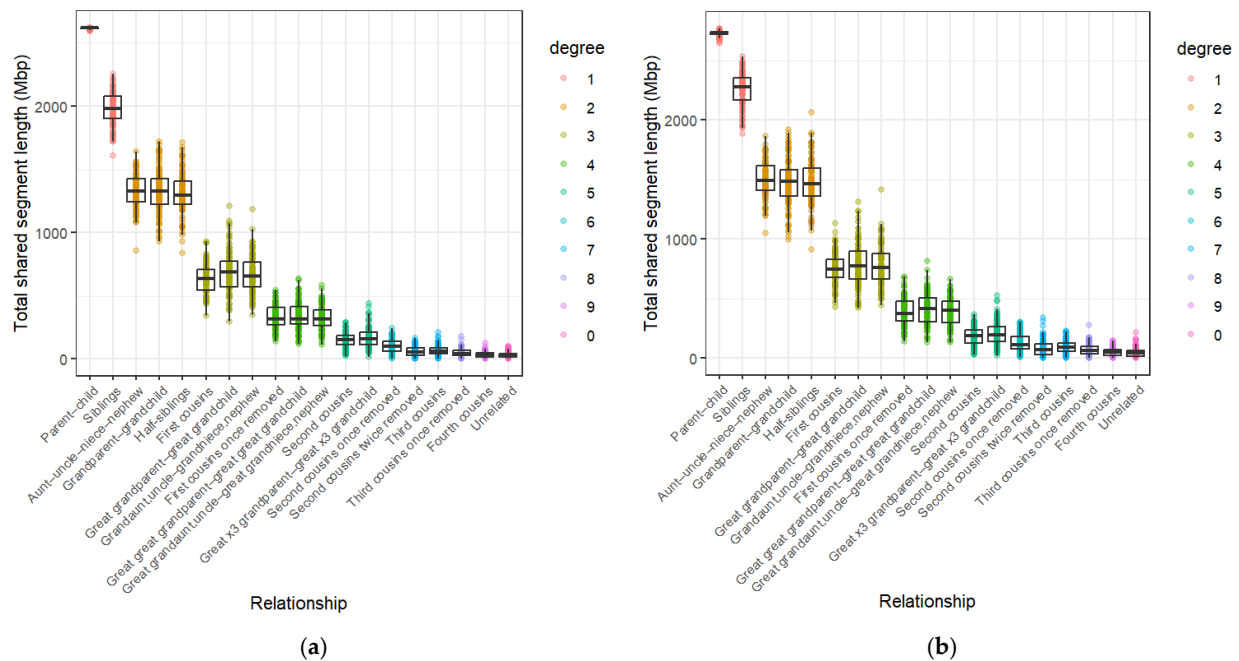 Total shared segment length (Mbp)
2000
1000
0
Parent–child
Siblings
Aunt–uncle–niece–nephew
Grandparent–grandchild
Half–siblings
First cousins
Great grandparent–great grandchild
Grandaunt.uncle–grandniece.nephew
First cousins once removed
Great great grandparent–great great grandchild
Great grandaunt.uncle–great grandniece.nephew
Second cousins
Great x3 grandparent–great x3 grandchild
Second cousins once removed
Second cousins twice removed
Third cousins
Third cousins once removed
Fourth cousins
Unrelated
Relationship
degree
1
2
3
4
5
6
7
8
9
0
(a)
Total shared segment length (Mbp)
2000
1000
0
Parent–child
Siblings
Aunt–uncle–niece–nephew
Grandparent–grandchild
Half–siblings
First cousins
Great grandparent–great grandchild
Grandaunt.uncle–grandniece.nephew
First cousins once removed
Great great grandparent–great great grandchild
Great grandaunt.uncle–great grandniece.nephew
Second cousins
Great x3 grandparent–great x3 grandchild
Second cousins once removed
Second cousins twice removed
Third cousins
Third cousins once removed
Fourth cousins
Unrelated
Relationship
degree
1
2
3
4
5
6
7
8
9
0
(b)